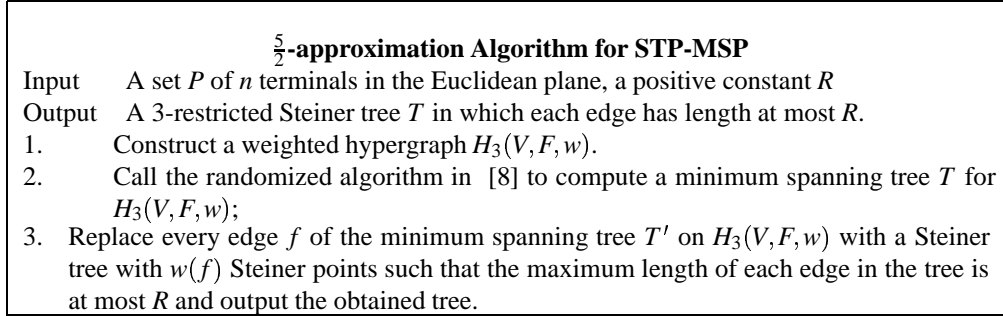 5/2-approximation Algorithm for STP-MSP
Input A set P of n terminals in the Euclidean plane, a positive constant R
Output A 3-restricted Steiner tree T in which each edge has length at most R.
1. Construct a weighted hypergraph H₃(V,F,w).
2. Call the randomized algorithm in [8] to compute a minimum spanning tree T for
H₃(V,F,w);
3. Replace every edge f of the minimum spanning tree T′ on H₃(V,F,w) with a Steiner
tree with w(f) Steiner points such that the maximum length of each edge in the tree is
at most R and output the obtained tree.